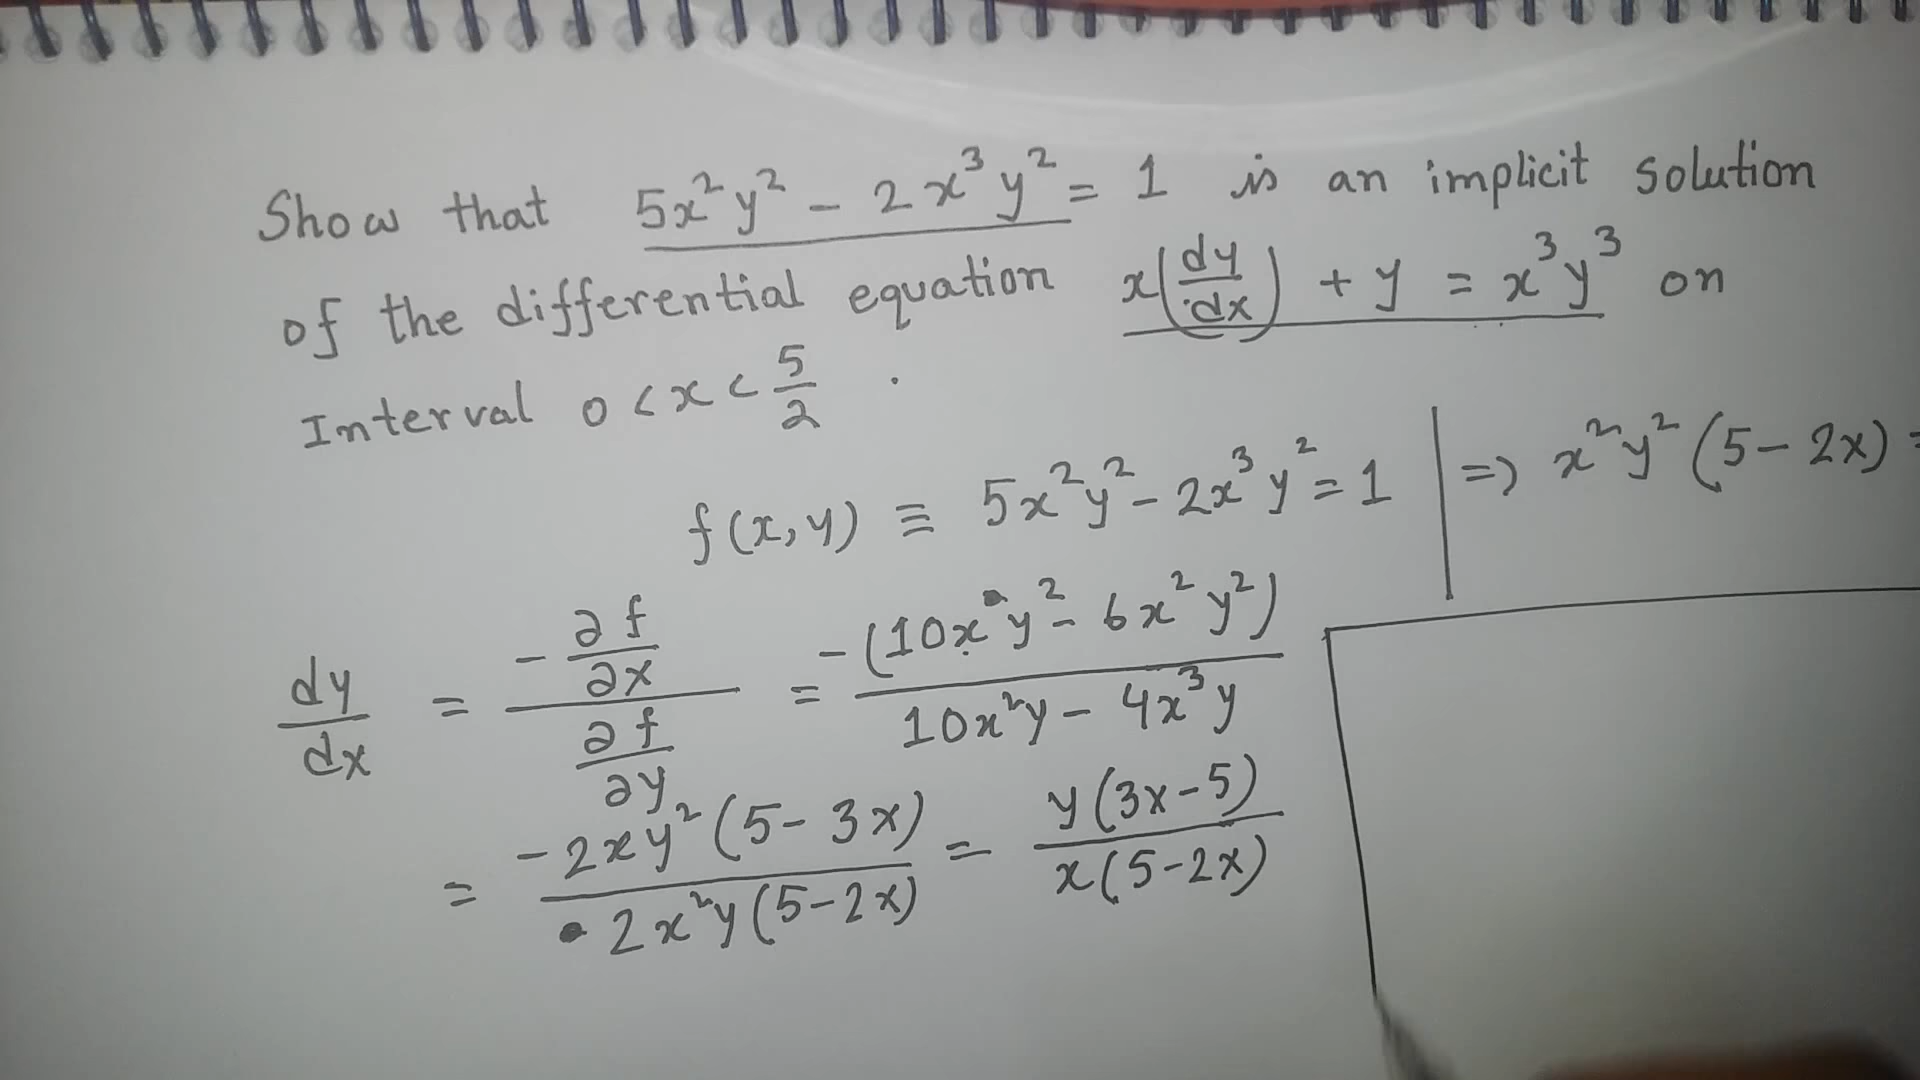 Show that 5x²y² - 2x³y² = 1 is an implicit solution
of the differential equation x(dy/dx) + y = x³y³ on
Interval 0 < x < 5/2 .
f(x,y) ≡ 5x²y² - 2x³y² = 1 | => x²y² (5 - 2x) =
dy/dx = (-∂f/∂x)/(∂f/∂y) = -(10xy² - 6x²y²)/(10x²y - 4x³y)
= -2xy²(5 - 3x)/(2x²y(5 - 2x)) = y(3x - 5)/(x(5 - 2x))